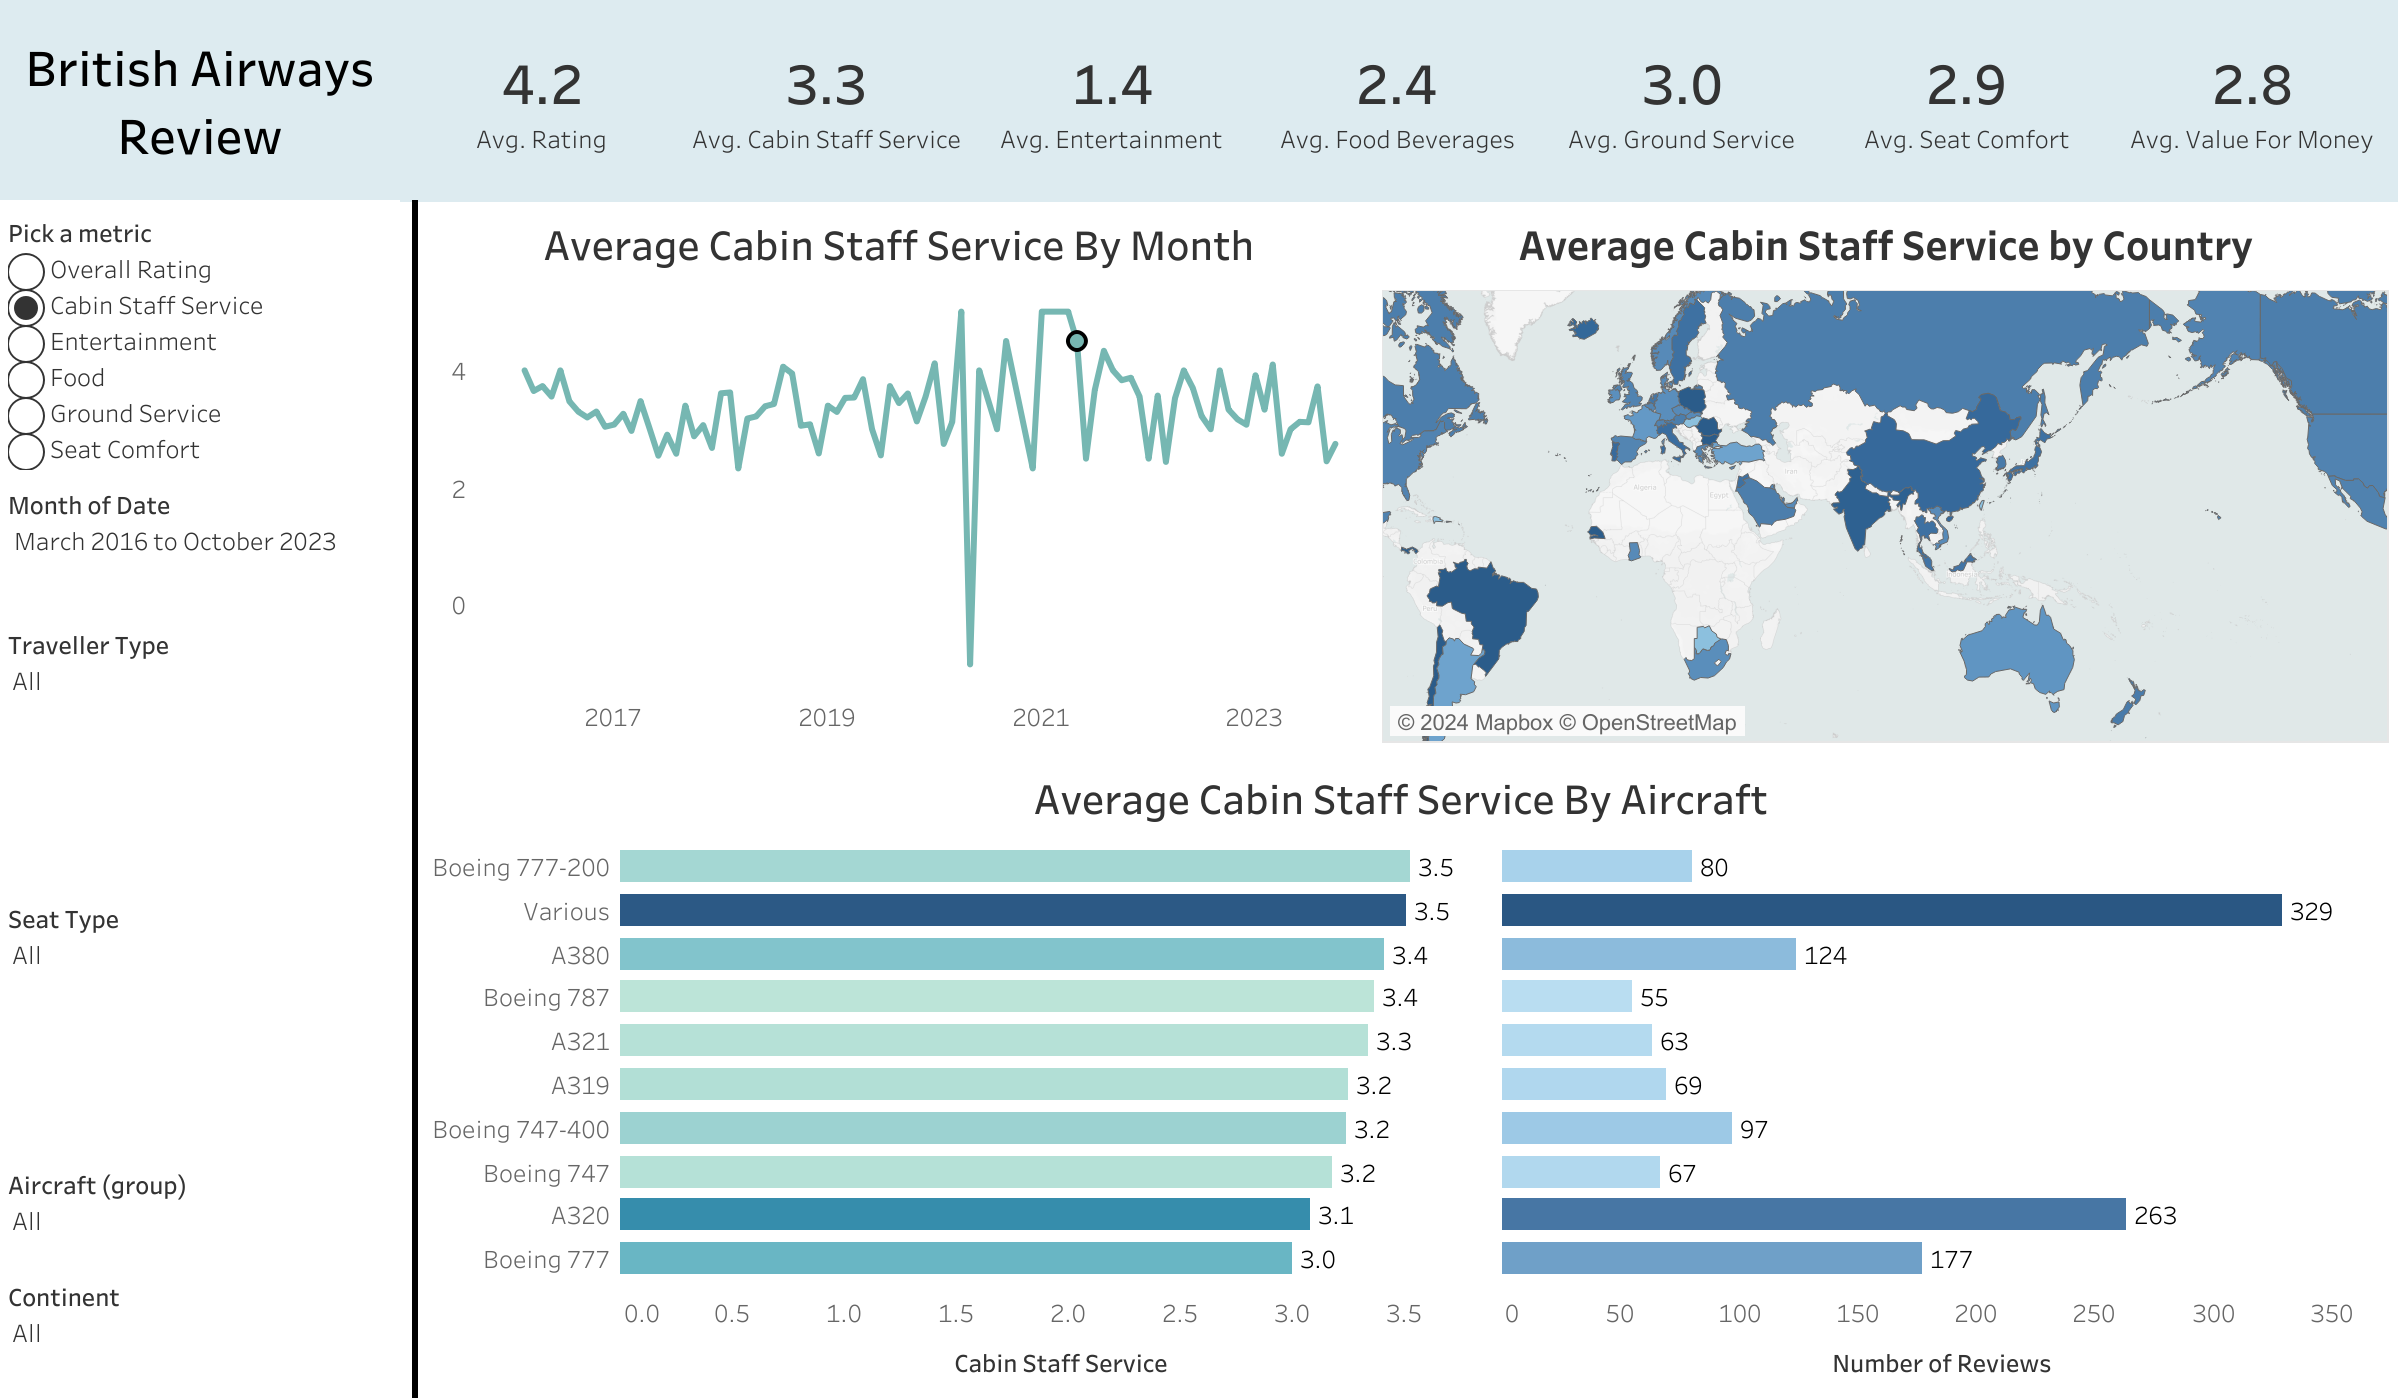 British Airways
Review
4.2
Avg. Rating
3.3
Avg. Cabin Staff Service
1.4
Avg. Entertainment
2.4
Avg. Food Beverages
3.0
Avg. Ground Service
2.9
Avg. Seat Comfort
2.8
Avg. Value For Money
Pick a metric
Overall Rating
Cabin Staff Service
Entertainment
Food
Ground Service
Seat Comfort
Month of Date
March 2016 to October 2023
Traveller Type
All
Seat Type
All
Aircraft (group)
All
Continent
All
Average Cabin Staff Service By Month
4
2
0
2017 2019 2021 2023
Average Cabin Staff Service by Country
Iran
Algeria
Egypt
Peru
© 2024 Mapbox © OpenStreetMap
Average Cabin Staff Service By Aircraft
Boeing 777-200 3.5 80
Various 3.5 329
A380 3.4 124
Boeing 787 3.4 55
A321 3.3 63
A319 3.2 69
Boeing 747-400 3.2 97
Boeing 747 3.2 67
A320 3.1 263
Boeing 777 3.0 177
0.0 0.5 1.0 1.5 2.0 2.5 3.0 3.5 0 50 100 150 200 250 300 350
Cabin Staff Service Number of Reviews